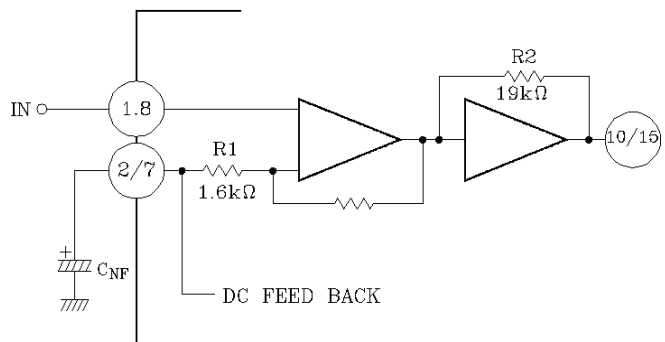 R2
19kΩ
IN
1.8
10/15
R1
2/7
1.6kΩ
+
CNF
DC FEED BACK